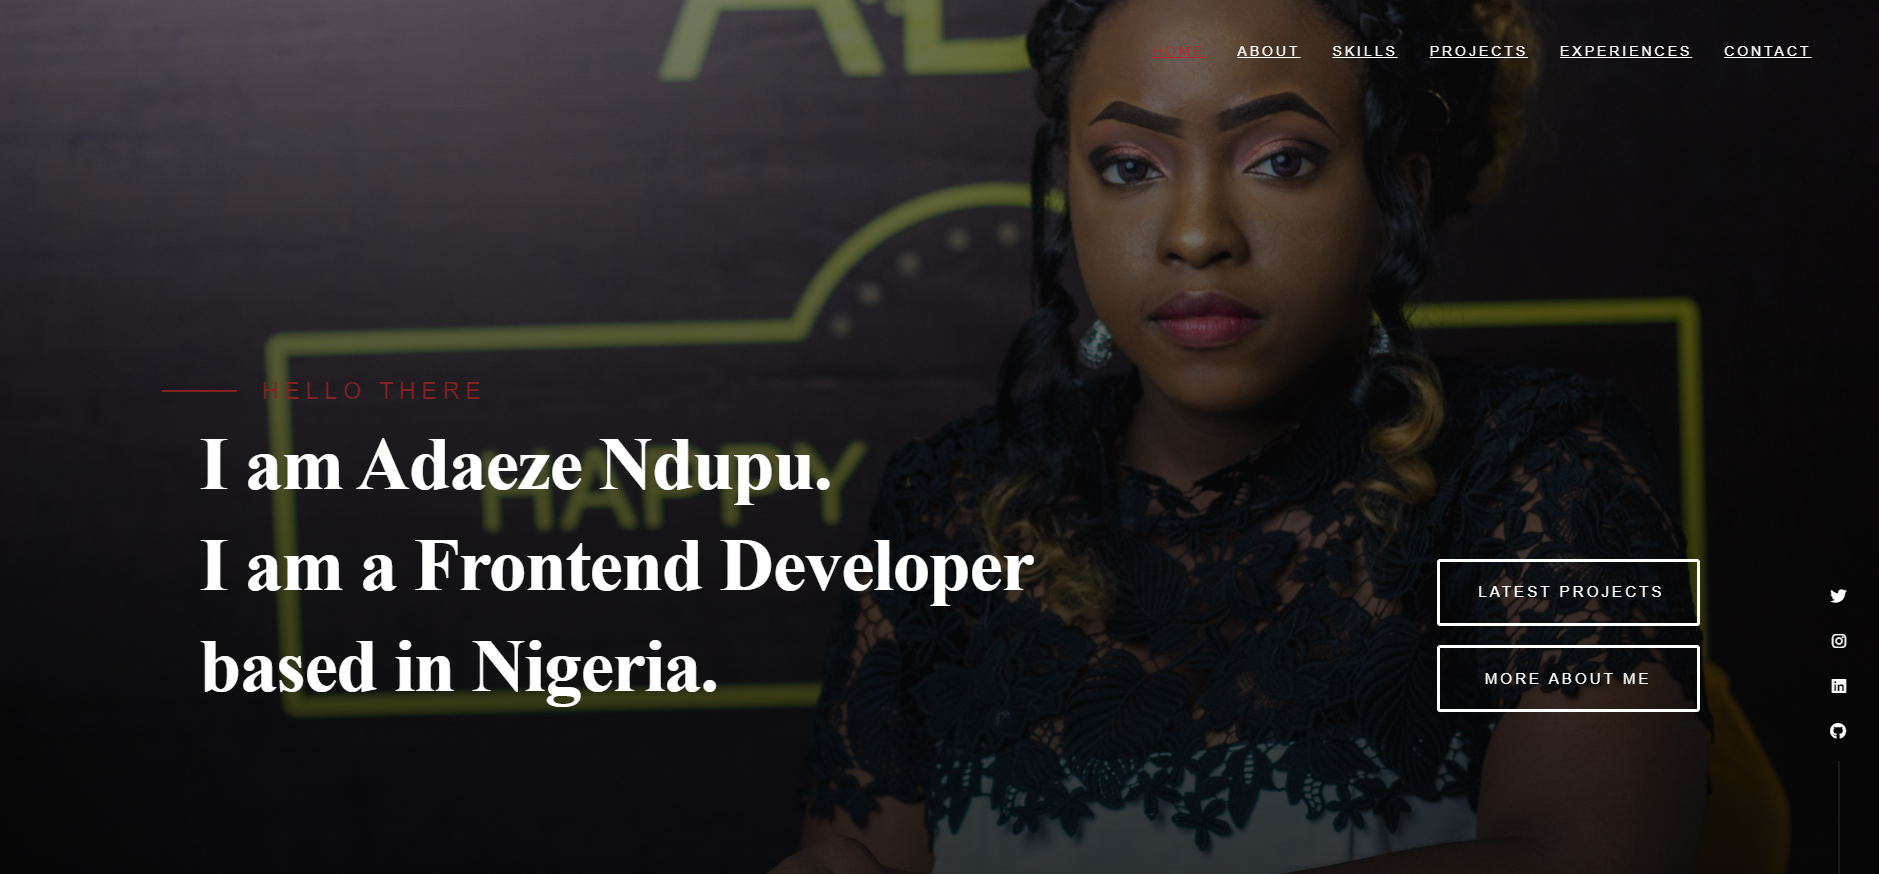 HOME ABOUT SKILLS PROJECTS EXPERIENCES CONTACT
HELLO THERE
I am Adaeze Ndupu.
HAPPY
I am a Frontend Developer
based in Nigeria.
LATEST PROJECTS
MORE ABOUT ME